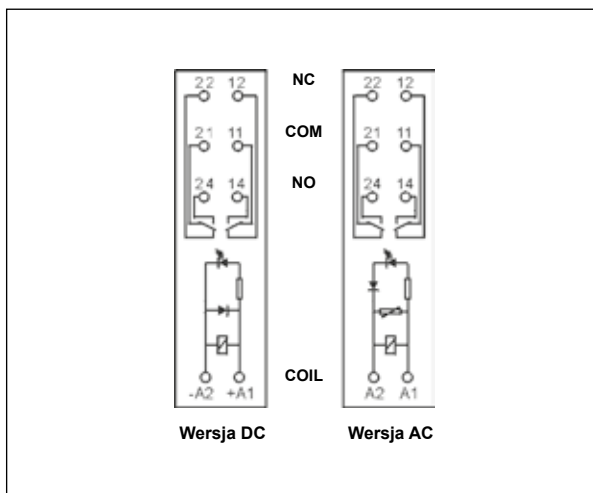 22 12 NC 22 12
21 11 COM 21 11
24 14 NO 24 14
-A2 +A1 COIL A2 A1
Wersja DC Wersja AC